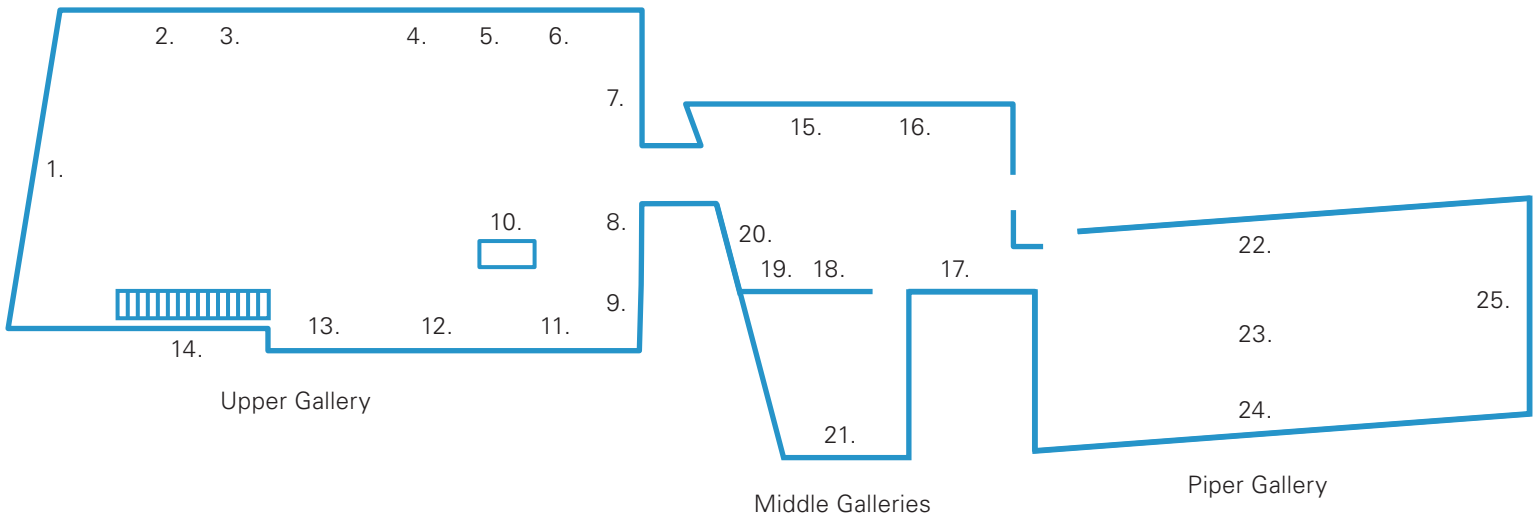 2. 3. 4. 5. 6.
7.
1.
8.
10.
9.
13. 12. 11.
14.
Upper Gallery
15. 16.
20.
19. 18. 17.
21.
Middle Galleries
22.
25.
23.
24.
Piper Gallery